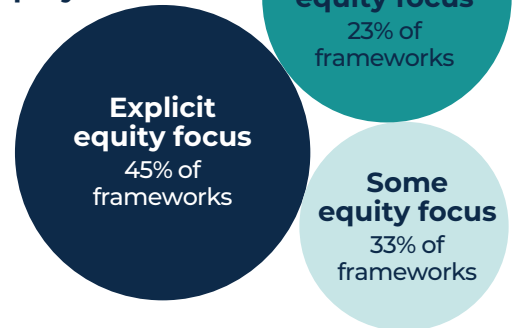 equity focus
23% of
frameworks
Explicit
equity focus
45% of
frameworks
Some
equity focus
33% of
frameworks